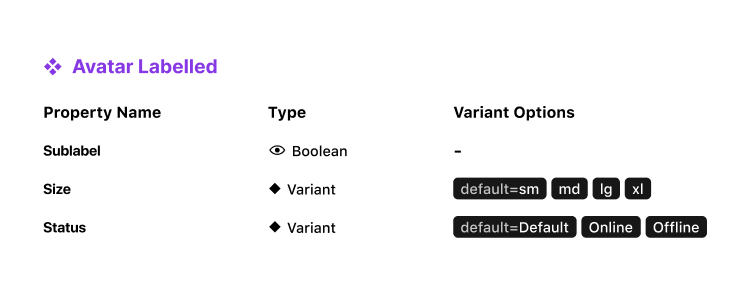 Avatar Labelled
Property Name Type Variant Options
Sublabel Boolean -
Size Variant default=sm md lg xl
Status Variant default=Default Online Offline